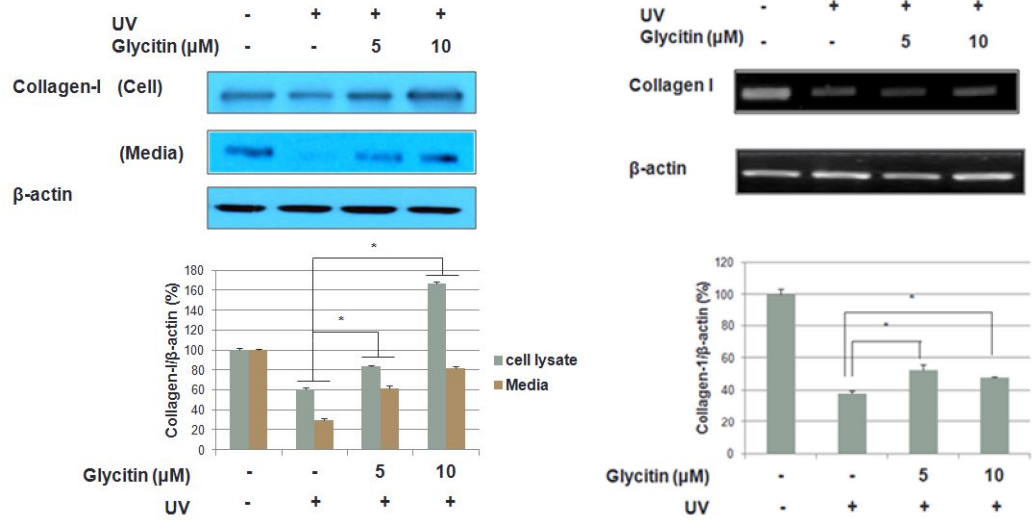 - + + +
UV
Glycitin (µM) - - 5 10
Collagen-I (Cell)
(Media)
β-actin
*
*
180
160
140
120
100
80
60
40
20
0
Collagen-I/β-actin (%)
cell lysate
Media
Glycitin (µM) - - 5 10
UV - + + +
- + + +
UV
Glycitin (µM) - - 5 10
Collagen I
β-actin
120
100
80
60
40
20
0
Collagen-1/β-actin (%)
*
*
Glycitin (µM) - - 5 10
UV - + + +